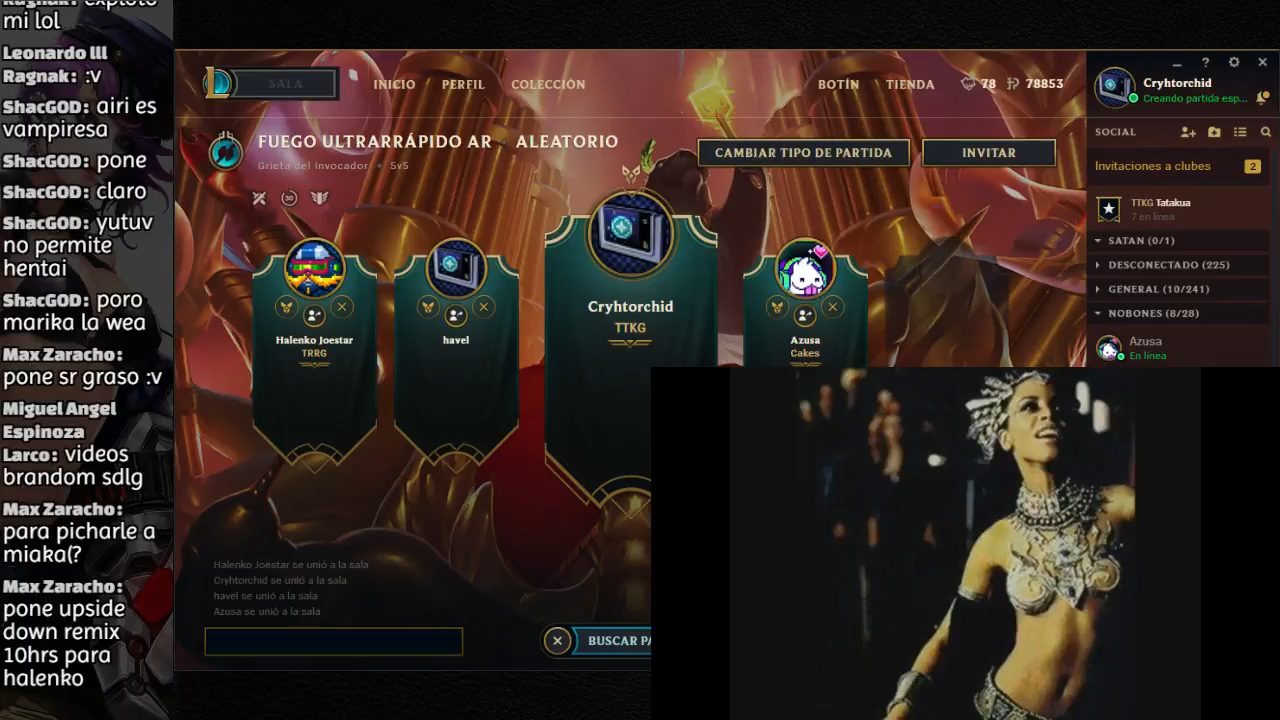 Ragnak: exploto
mi lol
Leonardo lll
Ragnak: :v
ShacGOD: airi es
vampiresa
ShacGOD: pone
ShacGOD: claro
ShacGOD: yutuv
no permite
hentai
ShacGOD: poro
marika la wea
Max Zaracho:
pone sr graso :v
Miguel Angel
Espinoza
Larco: videos
brandom sdlg
Max Zaracho:
para picharle a
miaka(?
Max Zaracho:
pone upside
down remix
10hrs para
halenko
SALA
INICIO
PERFIL
COLECCIÓN
BOTÍN
TIENDA
78
78853
FUEGO ULTRARRÁPIDO AR ALEATORIO
Grieta del Invocador • 5v5
CAMBIAR TIPO DE PARTIDA
INVITAR
30
Halenko Joestar
TRRG
havel
Cryhtorchid
TTKG
Azusa
Cakes
Halenko Joestar se unió a la sala
Cryhtorchid se unió a la sala
havel se unió a la sala
Azusa se unió a la sala
BUSCAR PA
Cryhtorchid
Creando partida esp...
SOCIAL
Invitaciones a clubes
2
TTKG Tatakua
7 en línea
SATAN (0/1)
DESCONECTADO (225)
GENERAL (10/241)
NOBONES (8/28)
Azusa
En línea